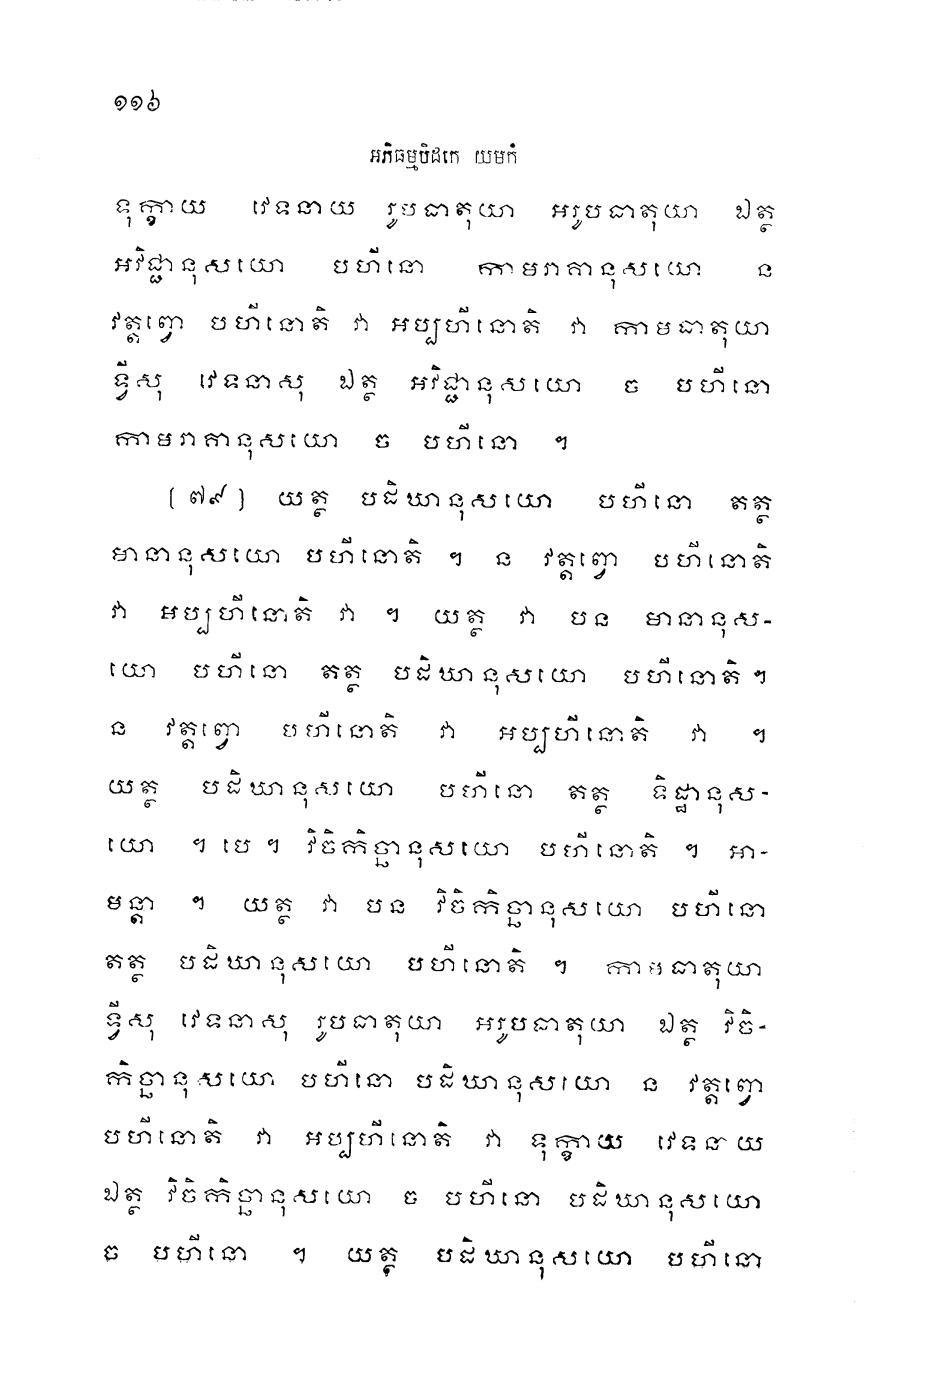 ១១៦
អភិធម្មបិដកេ យមកំ
ទុក្ខាយ វេទនាយ រូបធាតុយា អរូបធាតុយា ឯត្ថ
អវិជ្ជានុសយោ បហីនោ កាមរាគានុសយោ ន
វត្តព្វោ បហីនោតិ វា អប្បហីនោតិ វា កាមធាតុយា
ទ្វីសុ វេទនាសុ ឯត្ថ អវិជ្ជានុសយោ ច បហីនោ
កាមរាគានុសយោ ច បហីនោ ។
[៧៩] យត្ថ បដិឃានុសយោ បហីនោ តត្ថ
មានានុសយោ បហីនោតិ ។ ន វត្តព្វោ បហីនោតិ
វា អប្បហីនោតិ វា ។ យត្ថ វា បន មានានុស-
យោ បហីនោ តត្ថ បដិឃានុសយោ បហីនោតិ ។
ន វត្តព្វោ បហីនោតិ វា អប្បហីនោតិ វា ។
យត្ថ បដិឃានុសយោ បហីនោ តត្ថ ទិដ្ឋានុស-
យោ ។ បេ ។ វិចិកិច្ឆានុសយោ បហីនោតិ ។ អា-
មន្តា ។ យត្ថ វា បន វិចិកិច្ឆានុសយោ បហីនោ
តត្ថ បដិឃានុសយោ បហីនោតិ ។ កាមធាតុយា
ទ្វីសុ វេទនាសុ រូបធាតុយា អរូបធាតុយា ឯត្ថ វិចិ-
កិច្ឆានុសយោ បហីនោ បដិឃានុសយោ ន វត្តព្វោ
បហីនោតិ វា អប្បហីនោតិ វា ទុក្ខាយ វេទនាយ
ឯត្ថ វិចិកិច្ឆានុសយោ ច បហីនោ បដិឃានុសយោ
ច បហីនោ ។ យត្ថ បដិឃានុសយោ បហីនោ